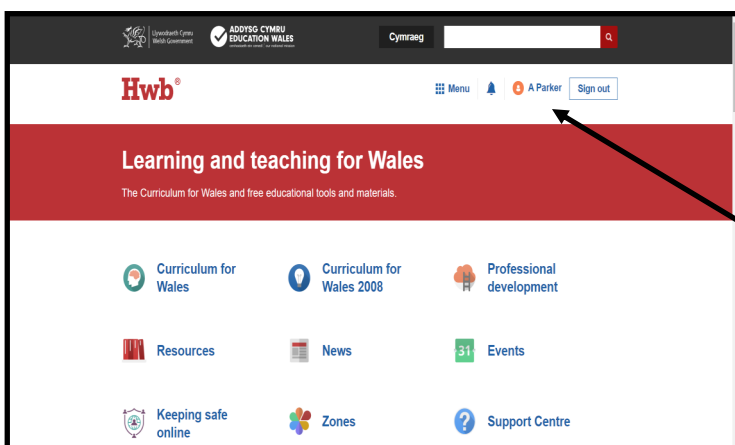 Llywodraeth Cymru
Welsh Government
ADDYSG CYMRU
EDUCATION WALES
Cymraeg
Hwb®
Menu
A Parker
Sign out
Learning and teaching for Wales
The Curriculum for Wales and free educational tools and materials.
Curriculum for
Wales
Curriculum for
Wales 2008
Professional
development
Resources
News
31
Events
Keeping safe
online
Zones
?
Support Centre